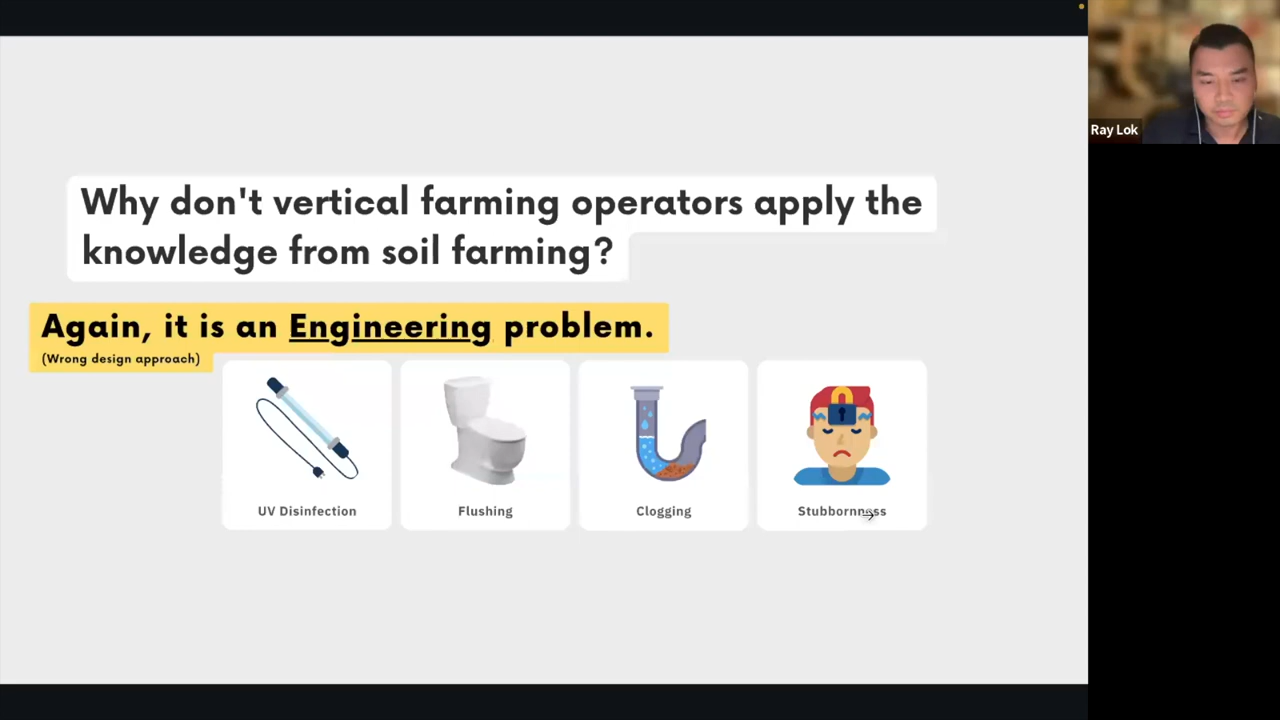 Why don't vertical farming operators apply the
knowledge from soil farming?
Again, it is an Engineering problem.
(Wrong design approach)
UV Disinfection
Flushing
Clogging
Stubbornness
Ray Lok